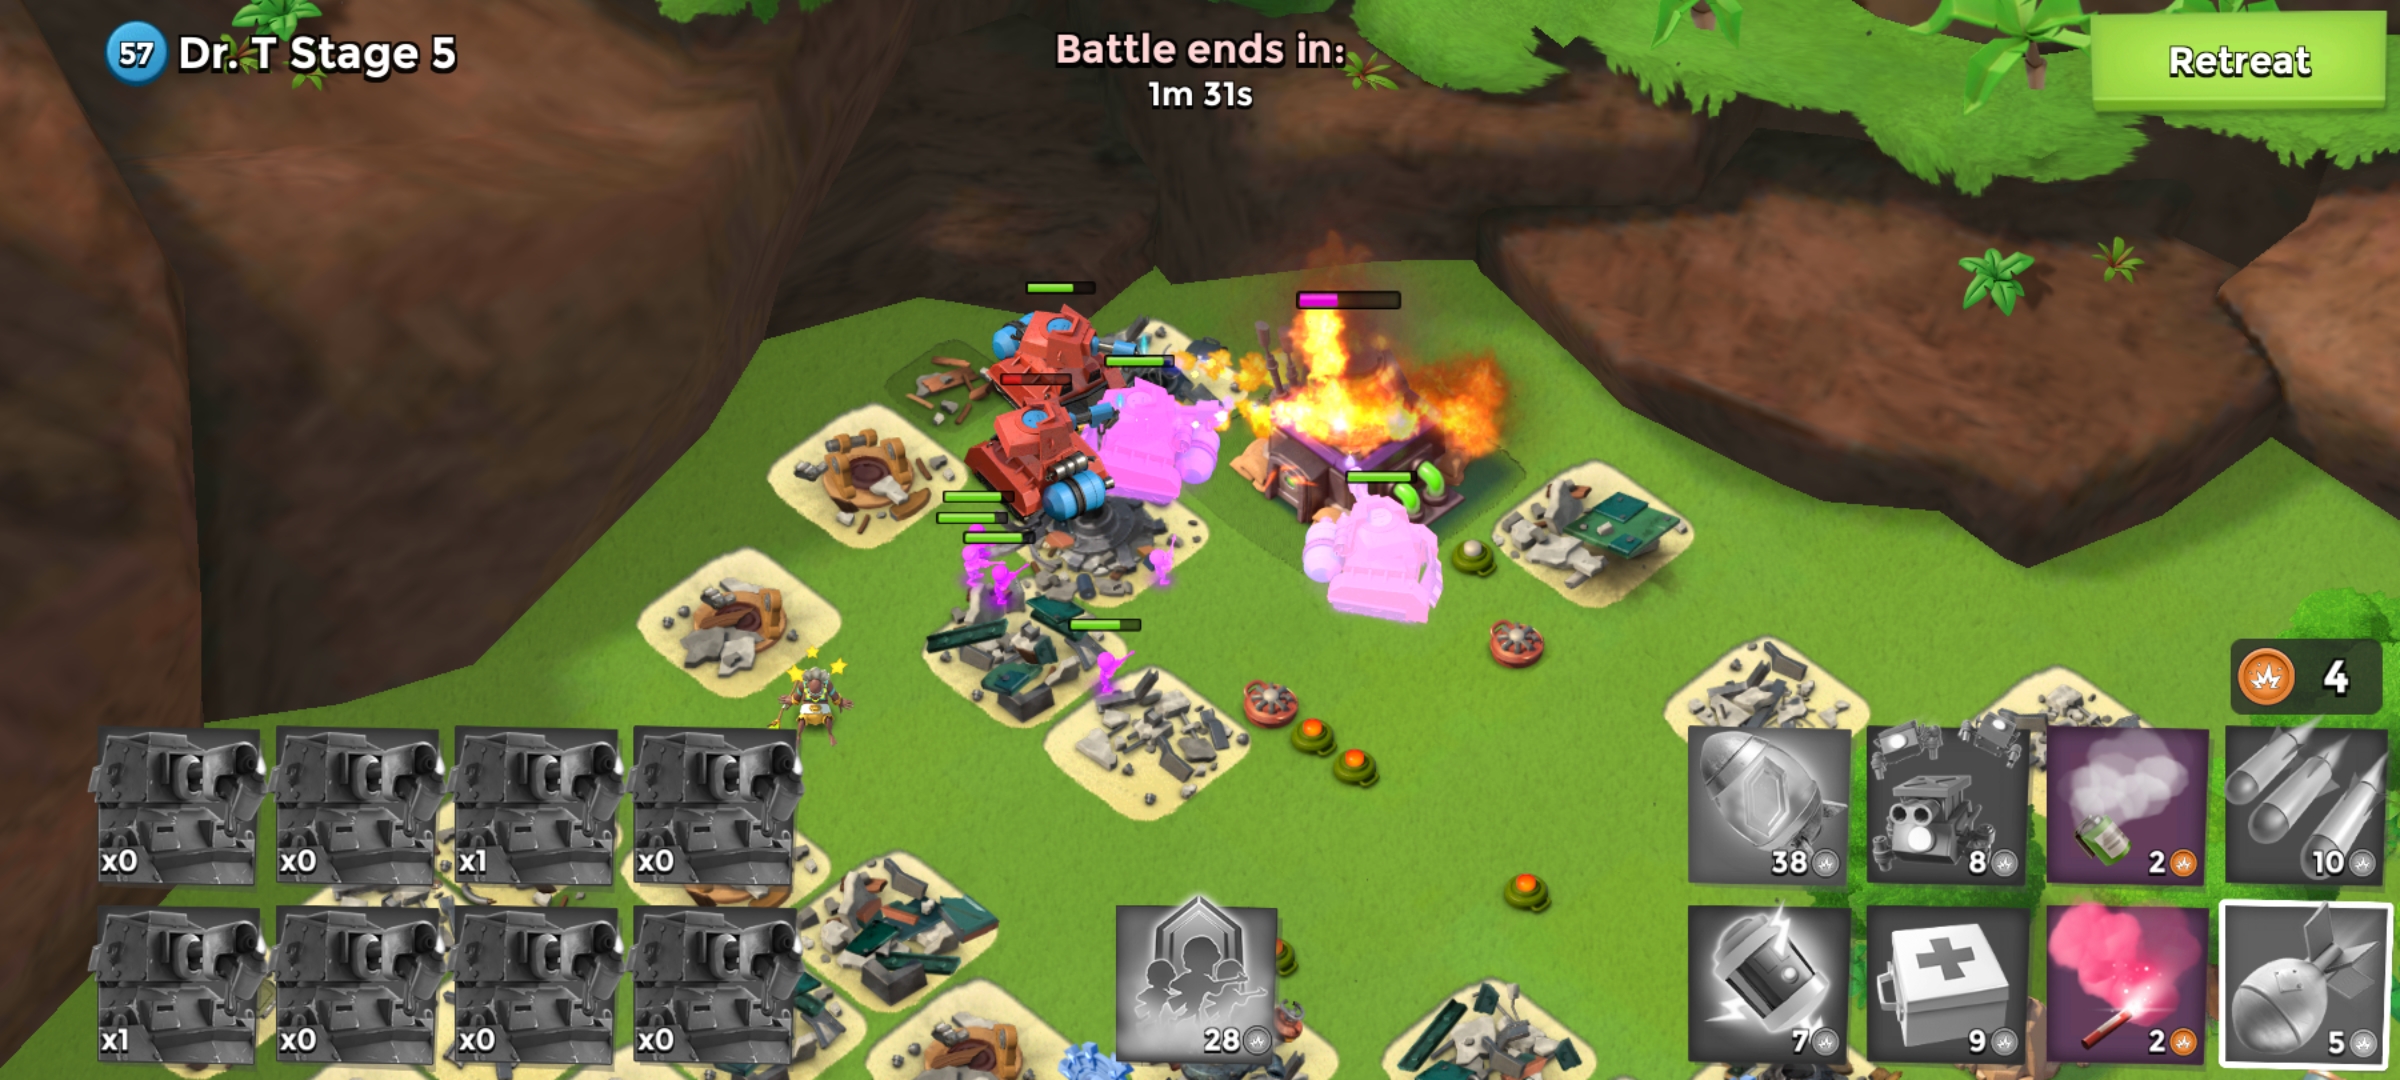 57 Dr. T Stage 5
Battle ends in:
1m 31s
Retreat
4
x0 x0 x1 x0
38 8 2 10
x1 x0 x0 x0
28
7 9 2 5